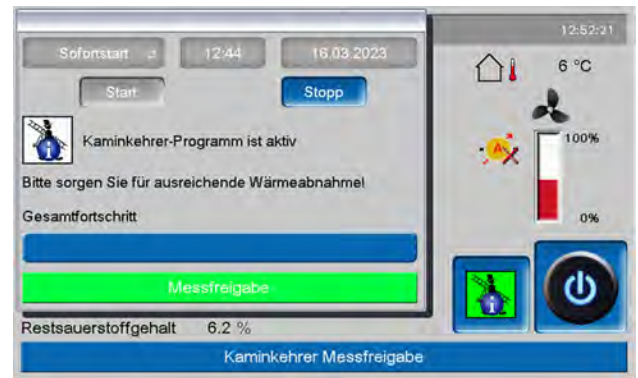 12:52:21
Sofortstart 12:44 16.03.2023
6 °C
Start Stopp
Kaminkehrer-Programm ist aktiv
100%
A
Bitte sorgen Sie für ausreichende Wärmeabnahme!
Gesamtfortschritt
0%
Messfreigabe
Restsauerstoffgehalt 6.2 %
Kaminkehrer Messfreigabe